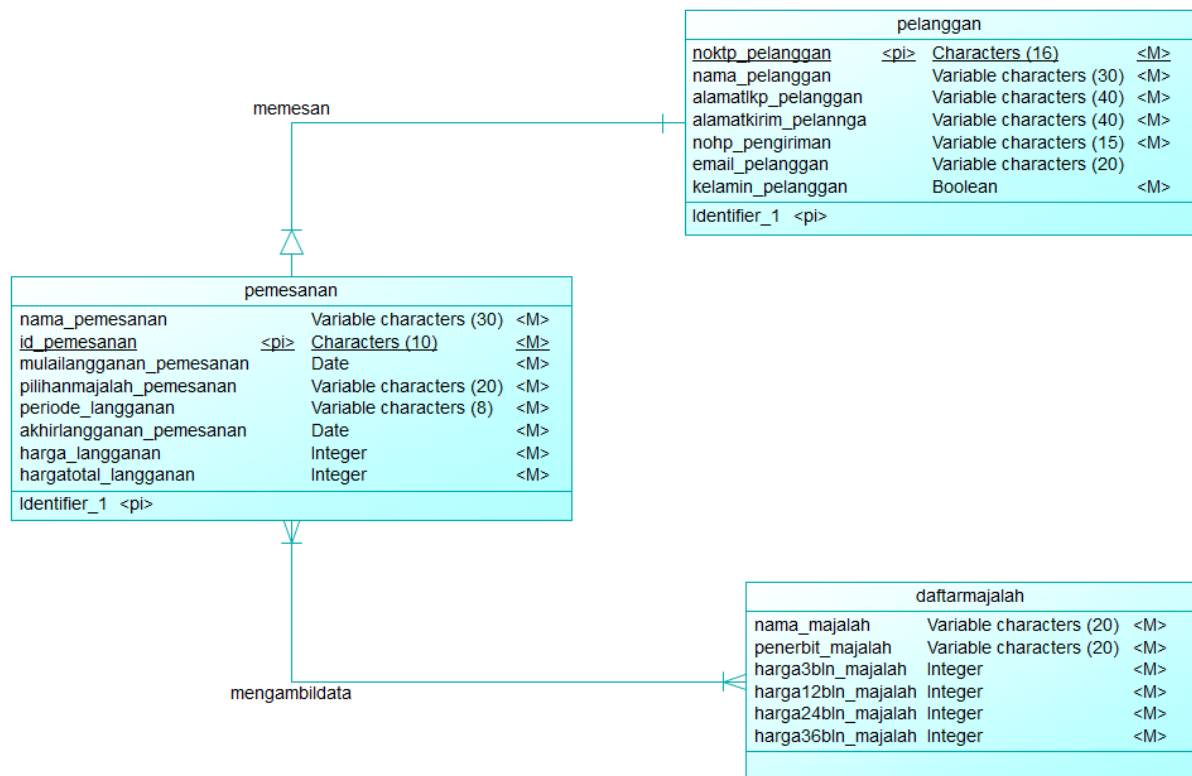 pelanggan
noktp_pelanggan <pi> Characters (16) <M>
nama_pelanggan Variable characters (30) <M>
alamatlkp_pelanggan Variable characters (40) <M>
alamatkirim_pelannga Variable characters (40) <M>
nohp_pengiriman Variable characters (15) <M>
email_pelanggan Variable characters (20)
kelamin_pelanggan Boolean <M>
Identifier_1 <pi>
memesan
pemesanan
nama_pemesanan Variable characters (30) <M>
id_pemesanan <pi> Characters (10) <M>
mulailangganan_pemesanan Date <M>
pilihanmajalah_pemesanan Variable characters (20) <M>
periode_langganan Variable characters (8) <M>
akhirlangganan_pemesanan Date <M>
harga_langganan Integer <M>
hargatotal_langganan Integer <M>
Identifier_1 <pi>
mengambildata
daftarmajalah
nama_majalah Variable characters (20) <M>
penerbit_majalah Variable characters (20) <M>
harga3bln_majalah Integer <M>
harga12bln_majalah Integer <M>
harga24bln_majalah Integer <M>
harga36bln_majalah Integer <M>